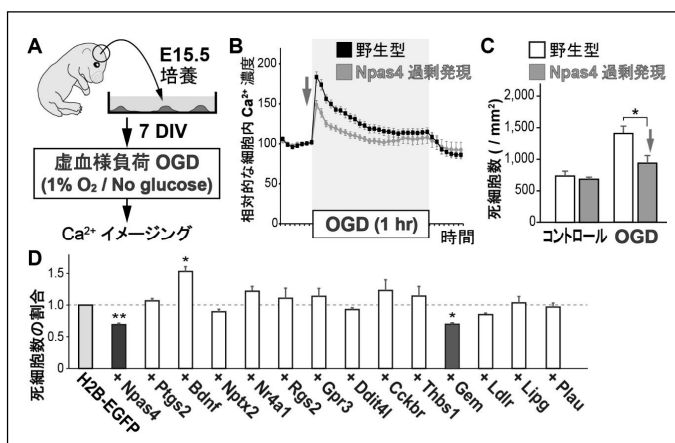 A
E15.5
培養
7 DIV
虚血様負荷 OGD
(1% O₂ / No glucose)
Ca²⁺ イメージング
B
野生型
Npas4 過剰発現
相対的な細胞内 Ca²⁺ 濃度
200
150
100
50
0
OGD (1 hr)
時間
C
野生型
Npas4 過剰発現
死細胞数 (/ mm²)
2,000
1,500
1,000
500
0
*
コントロール
OGD
D
死細胞数の割合
1.5
1.0
0.5
0
**
*
*
H2B-EGFP
+ Npas4
+ Ptgs2
+ Bdnf
+ Nptx2
+ Nr4a1
+ Rgs2
+ Gpr3
+ Ddit4l
+ Cckbr
+ Thbs1
+ Gem
+ Ldlr
+ Lipg
+ Plau